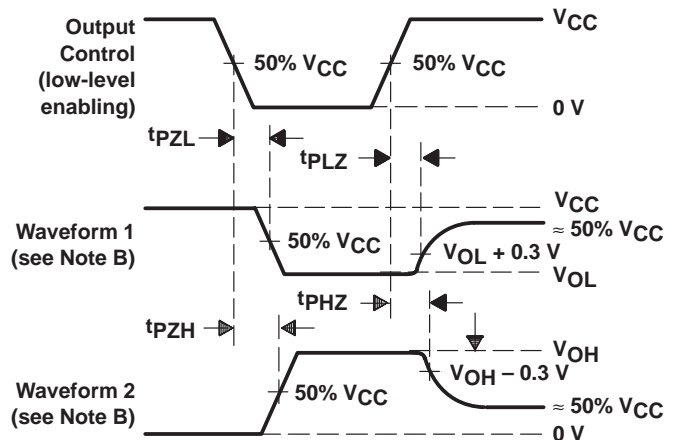 Output
Control
(low-level
enabling)
50% VCC
50% VCC
VCC
0 V
tPZL
tPLZ
Waveform 1
(see Note B)
50% VCC
VCC
≈ 50% VCC
VOL + 0.3 V
VOL
tPHZ
tPZH
Waveform 2
(see Note B)
50% VCC
VOH
VOH – 0.3 V
≈ 50% VCC
0 V